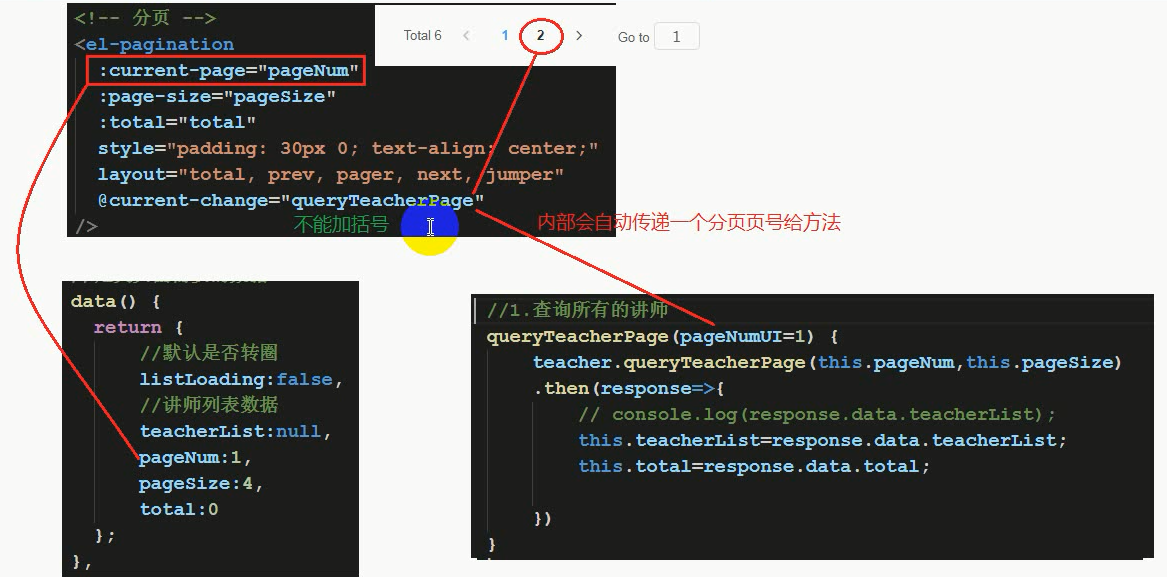 <!-- 分页 -->
<el-pagination
:current-page="pageNum"
:page-size="pageSize"
:total="total"
style="padding: 30px 0; text-align: center;"
layout="total, prev, pager, next, jumper"
@current-change="queryTeacherPage"
/>
Total 6 < 1 2 > Go to 1
不能加括号
内部会自动传递一个分页页号给方法
data() {
return {
//默认是否转圈
listLoading:false,
//讲师列表数据
teacherList:null,
pageNum:1,
pageSize:4,
total:0
};
},
//1.查询所有的讲师
queryTeacherPage(pageNumUI=1) {
teacher.queryTeacherPage(this.pageNum,this.pageSize)
.then(response=>{
// console.log(response.data.teacherList);
this.teacherList=response.data.teacherList;
this.total=response.data.total;
})
}